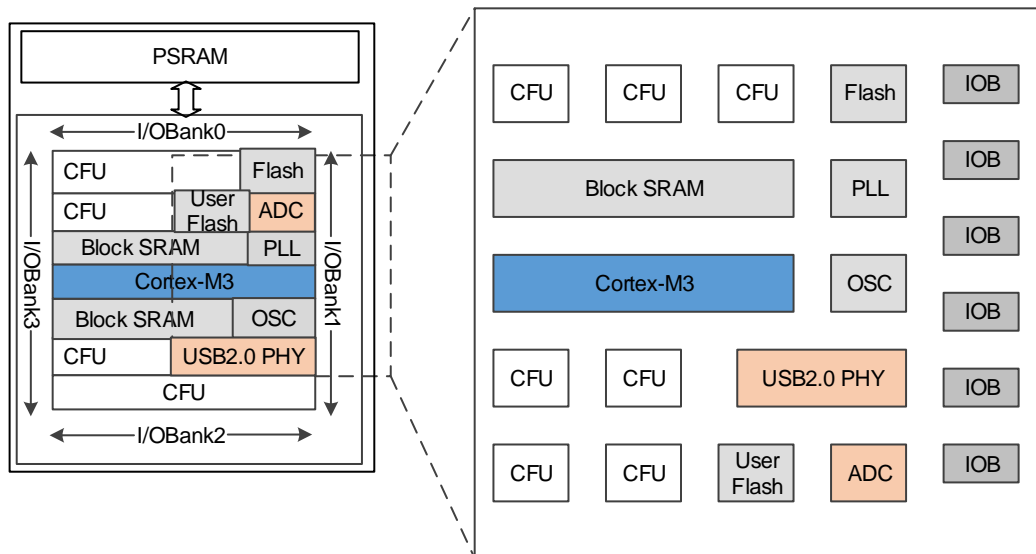 PSRAM
I/OBank0
I/OBank3
I/OBank1
CFU
Flash
CFU
User
Flash
ADC
Block SRAM
PLL
Cortex-M3
Block SRAM
OSC
CFU
USB2.0 PHY
CFU
I/OBank2
CFU
CFU
CFU
Flash
IOB
Block SRAM
PLL
IOB
IOB
Cortex-M3
OSC
IOB
CFU
CFU
USB2.0 PHY
IOB
CFU
CFU
User
Flash
ADC
IOB